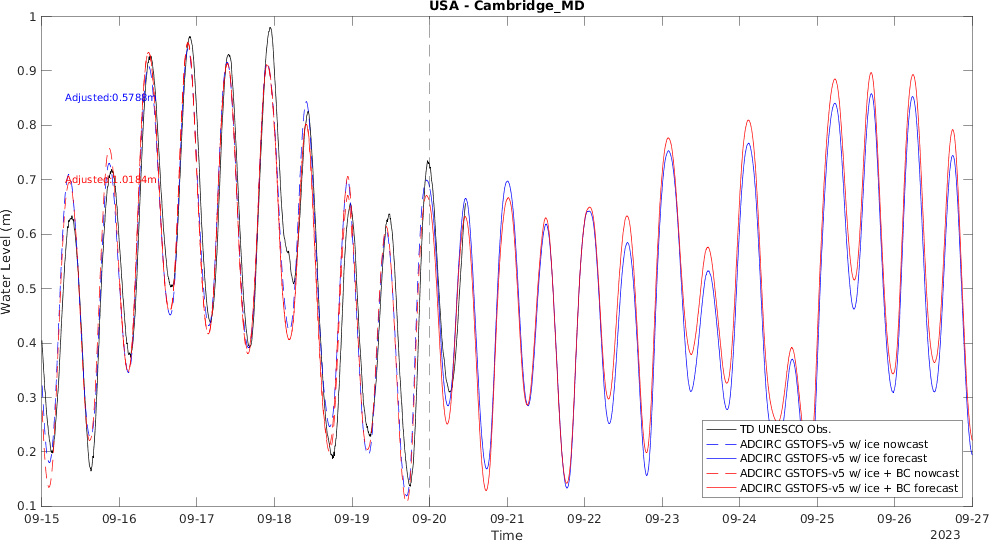 USA - Cambridge_MD
Water Level (m)
1
0.9
0.8
0.7
0.6
0.5
0.4
0.3
0.2
0.1
Adjusted:0.5788m
Adjusted:1.0184m
TD UNESCO Obs.
ADCIRC GSTOFS-v5 w/ ice nowcast
ADCIRC GSTOFS-v5 w/ ice forecast
ADCIRC GSTOFS-v5 w/ ice + BC nowcast
ADCIRC GSTOFS-v5 w/ ice + BC forecast
09-15 09-16 09-17 09-18 09-19 09-20 09-21 09-22 09-23 09-24 09-25 09-26 09-27
Time
2023